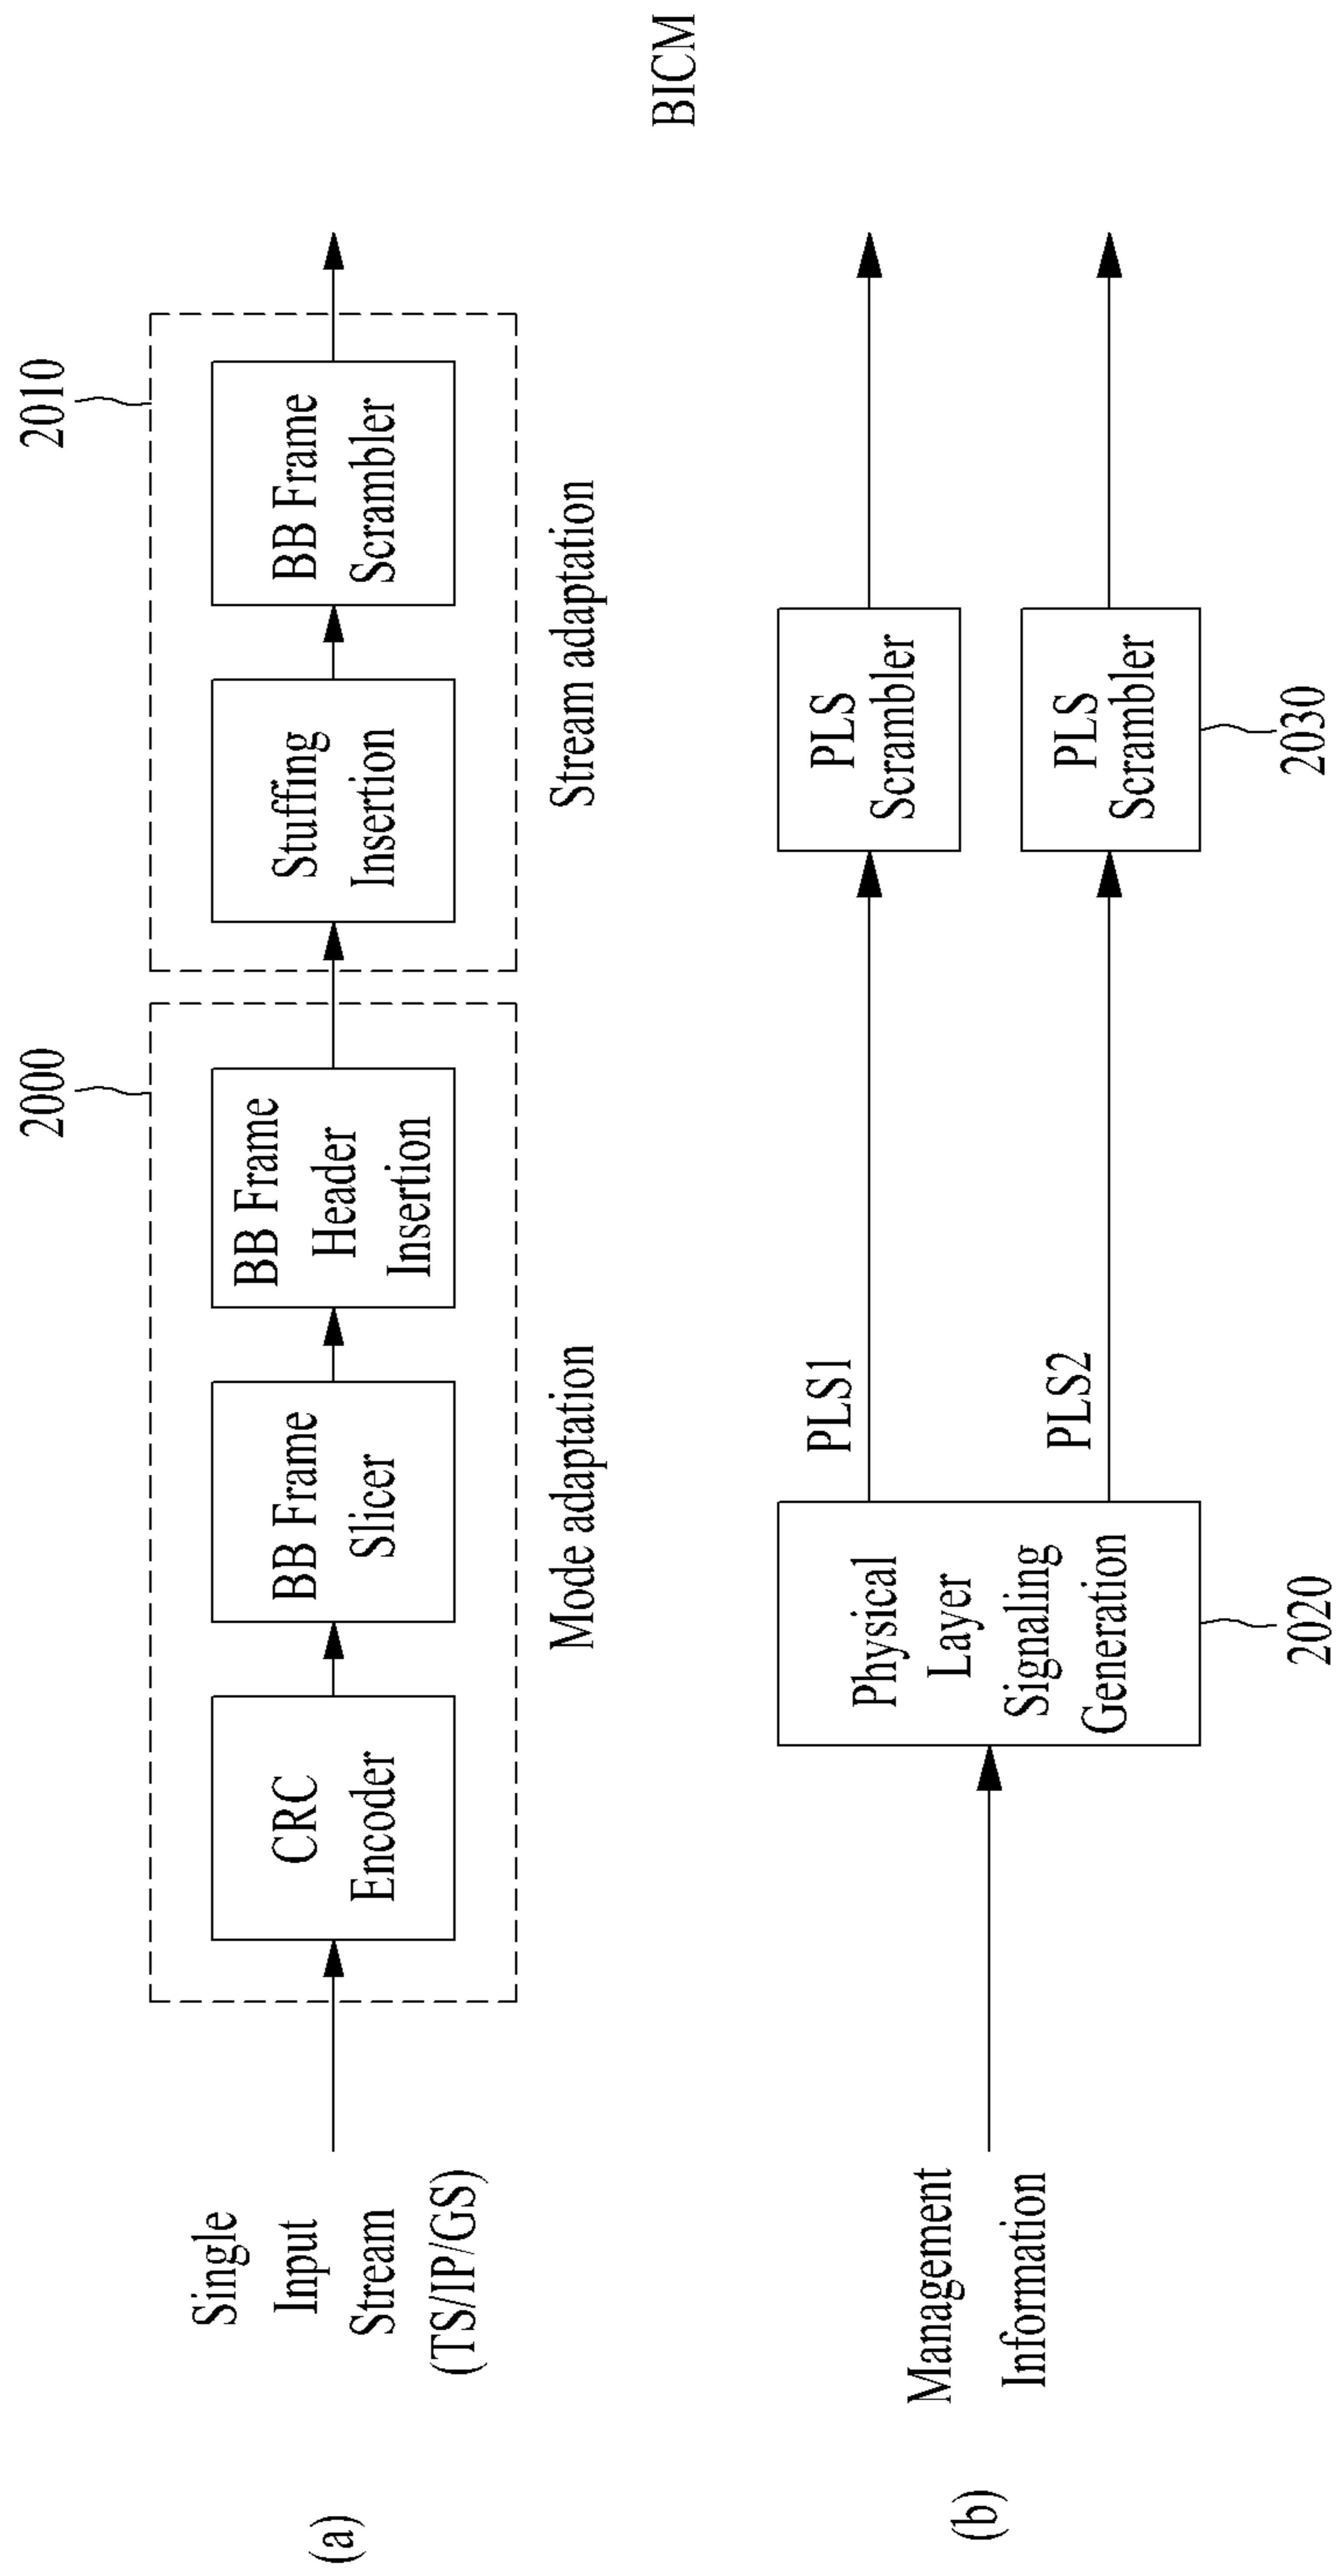 (a)
Single
Input
Stream
(TS/IP/GS)
2000
CRC
Encoder
BB Frame
Slicer
BB Frame
Header
Insertion
Mode adaptation
2010
Stuffing
Insertion
BB Frame
Scrambler
Stream adaptation
BICM
(b)
Management
Information
Physical
Layer
Signaling
Generation
2020
PLS1
PLS2
PLS
Scrambler
PLS
Scrambler
2030